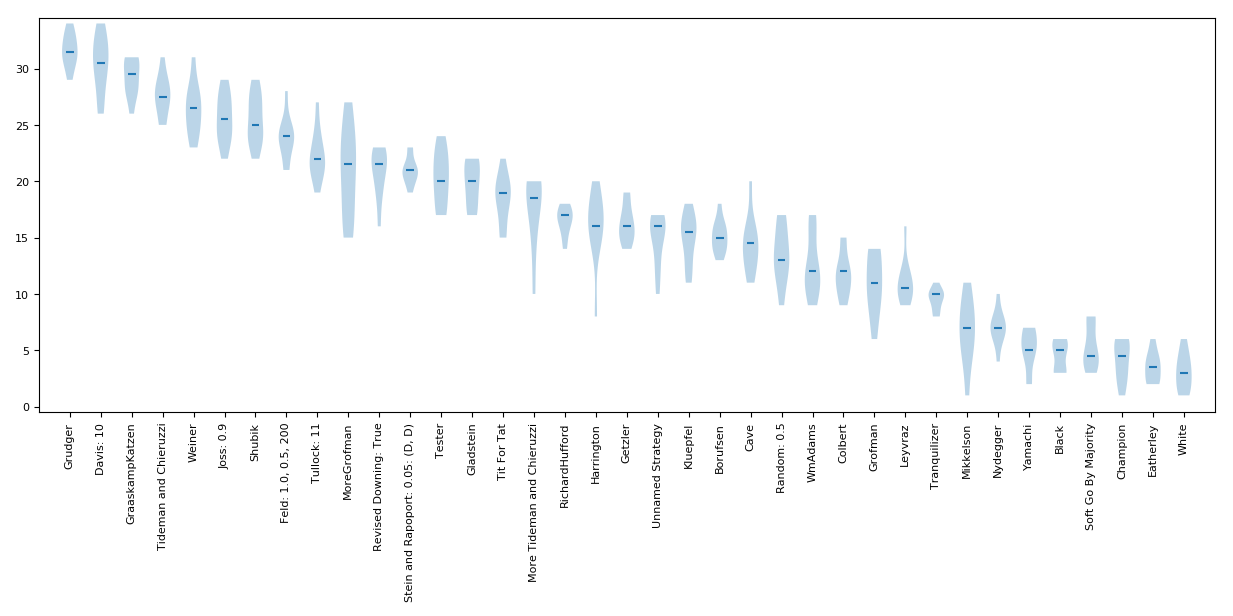 30
25
20
15
10
5
0
Grudger
Davis: 10
GraaskampKatzen
Tideman and Chieruzzi
Weiner
Joss: 0.9
Shubik
Feld: 1.0, 0.5, 200
Tullock: 11
MoreGrofman
Revised Downing: True
Stein and Rapoport: 0.05: (D, D)
Tester
Gladstein
Tit For Tat
More Tideman and Chieruzzi
RichardHufford
Harrington
Getzler
Unnamed Strategy
Kluepfel
Borufsen
Cave
Random: 0.5
WmAdams
Colbert
Grofman
Leyvraz
Tranquilizer
Mikkelson
Nydegger
Yamachi
Black
Soft Go By Majority
Champion
Eatherley
White